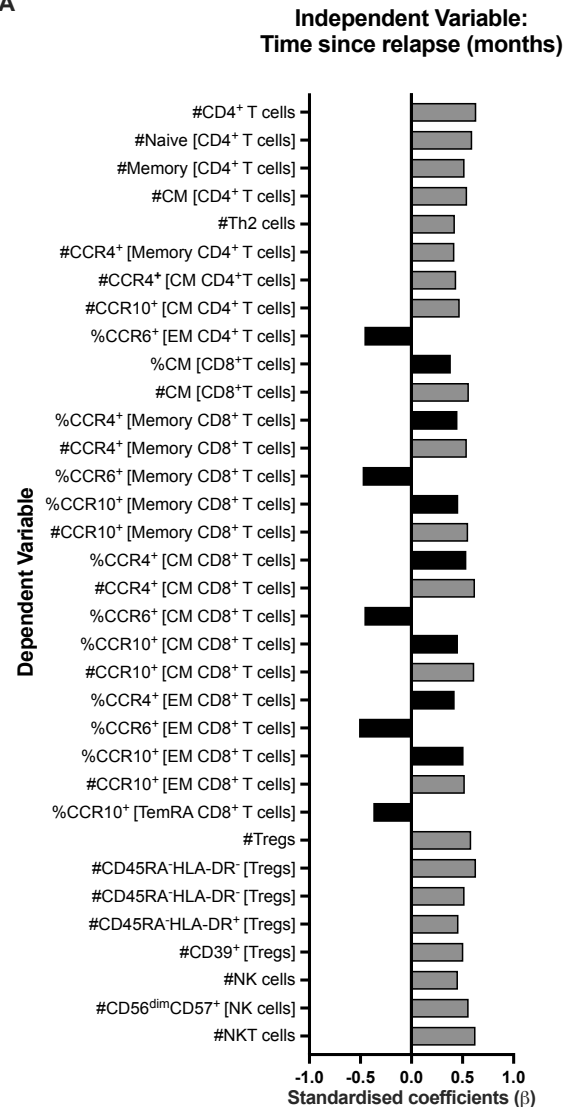 A
Independent Variable:
Time since relapse (months)
Dependent Variable
#CD4⁺ T cells
#Naive [CD4⁺ T cells]
#Memory [CD4⁺ T cells]
#CM [CD4⁺ T cells]
#Th2 cells
#CCR4⁺ [Memory CD4⁺ T cells]
#CCR4⁺ [CM CD4⁺T cells]
#CCR10⁺ [CM CD4⁺ T cells]
%CCR6⁺ [EM CD4⁺ T cells]
%CM [CD8⁺T cells]
#CM [CD8⁺T cells]
%CCR4⁺ [Memory CD8⁺ T cells]
#CCR4⁺ [Memory CD8⁺ T cells]
%CCR6⁺ [Memory CD8⁺ T cells]
%CCR10⁺ [Memory CD8⁺ T cells]
#CCR10⁺ [Memory CD8⁺ T cells]
%CCR4⁺ [CM CD8⁺ T cells]
#CCR4⁺ [CM CD8⁺ T cells]
%CCR6⁺ [CM CD8⁺ T cells]
%CCR10⁺ [CM CD8⁺ T cells]
#CCR10⁺ [CM CD8⁺ T cells]
%CCR4⁺ [EM CD8⁺ T cells]
%CCR6⁺ [EM CD8⁺ T cells]
%CCR10⁺ [EM CD8⁺ T cells]
#CCR10⁺ [EM CD8⁺ T cells]
%CCR10⁺ [TemRA CD8⁺ T cells]
#Tregs
#CD45RA⁻HLA-DR⁻ [Tregs]
#CD45RA⁻HLA-DR⁻ [Tregs]
#CD45RA⁻HLA-DR⁺ [Tregs]
#CD39⁺ [Tregs]
#NK cells
#CD56ᵈⁱᵐCD57⁺ [NK cells]
#NKT cells
-1.0 -0.5 0.0 0.5 1.0
Standardised coefficients (β)